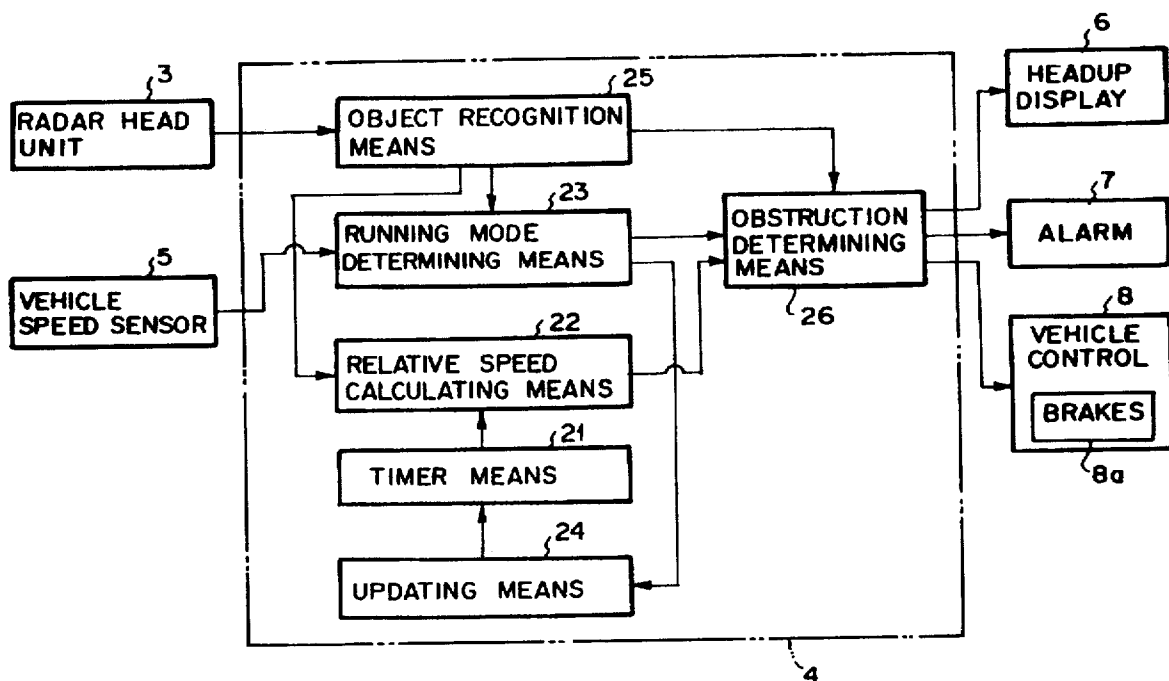 3
RADAR HEAD
UNIT
5
VEHICLE
SPEED SENSOR
25
OBJECT RECOGNITION
MEANS
23
RUNNING MODE
DETERMINING MEANS
22
RELATIVE SPEED
CALCULATING MEANS
21
TIMER MEANS
24
UPDATING MEANS
OBSTRUCTION
DETERMINING
MEANS
26
6
HEADUP
DISPLAY
7
ALARM
8
VEHICLE
CONTROL
BRAKES
8a
4